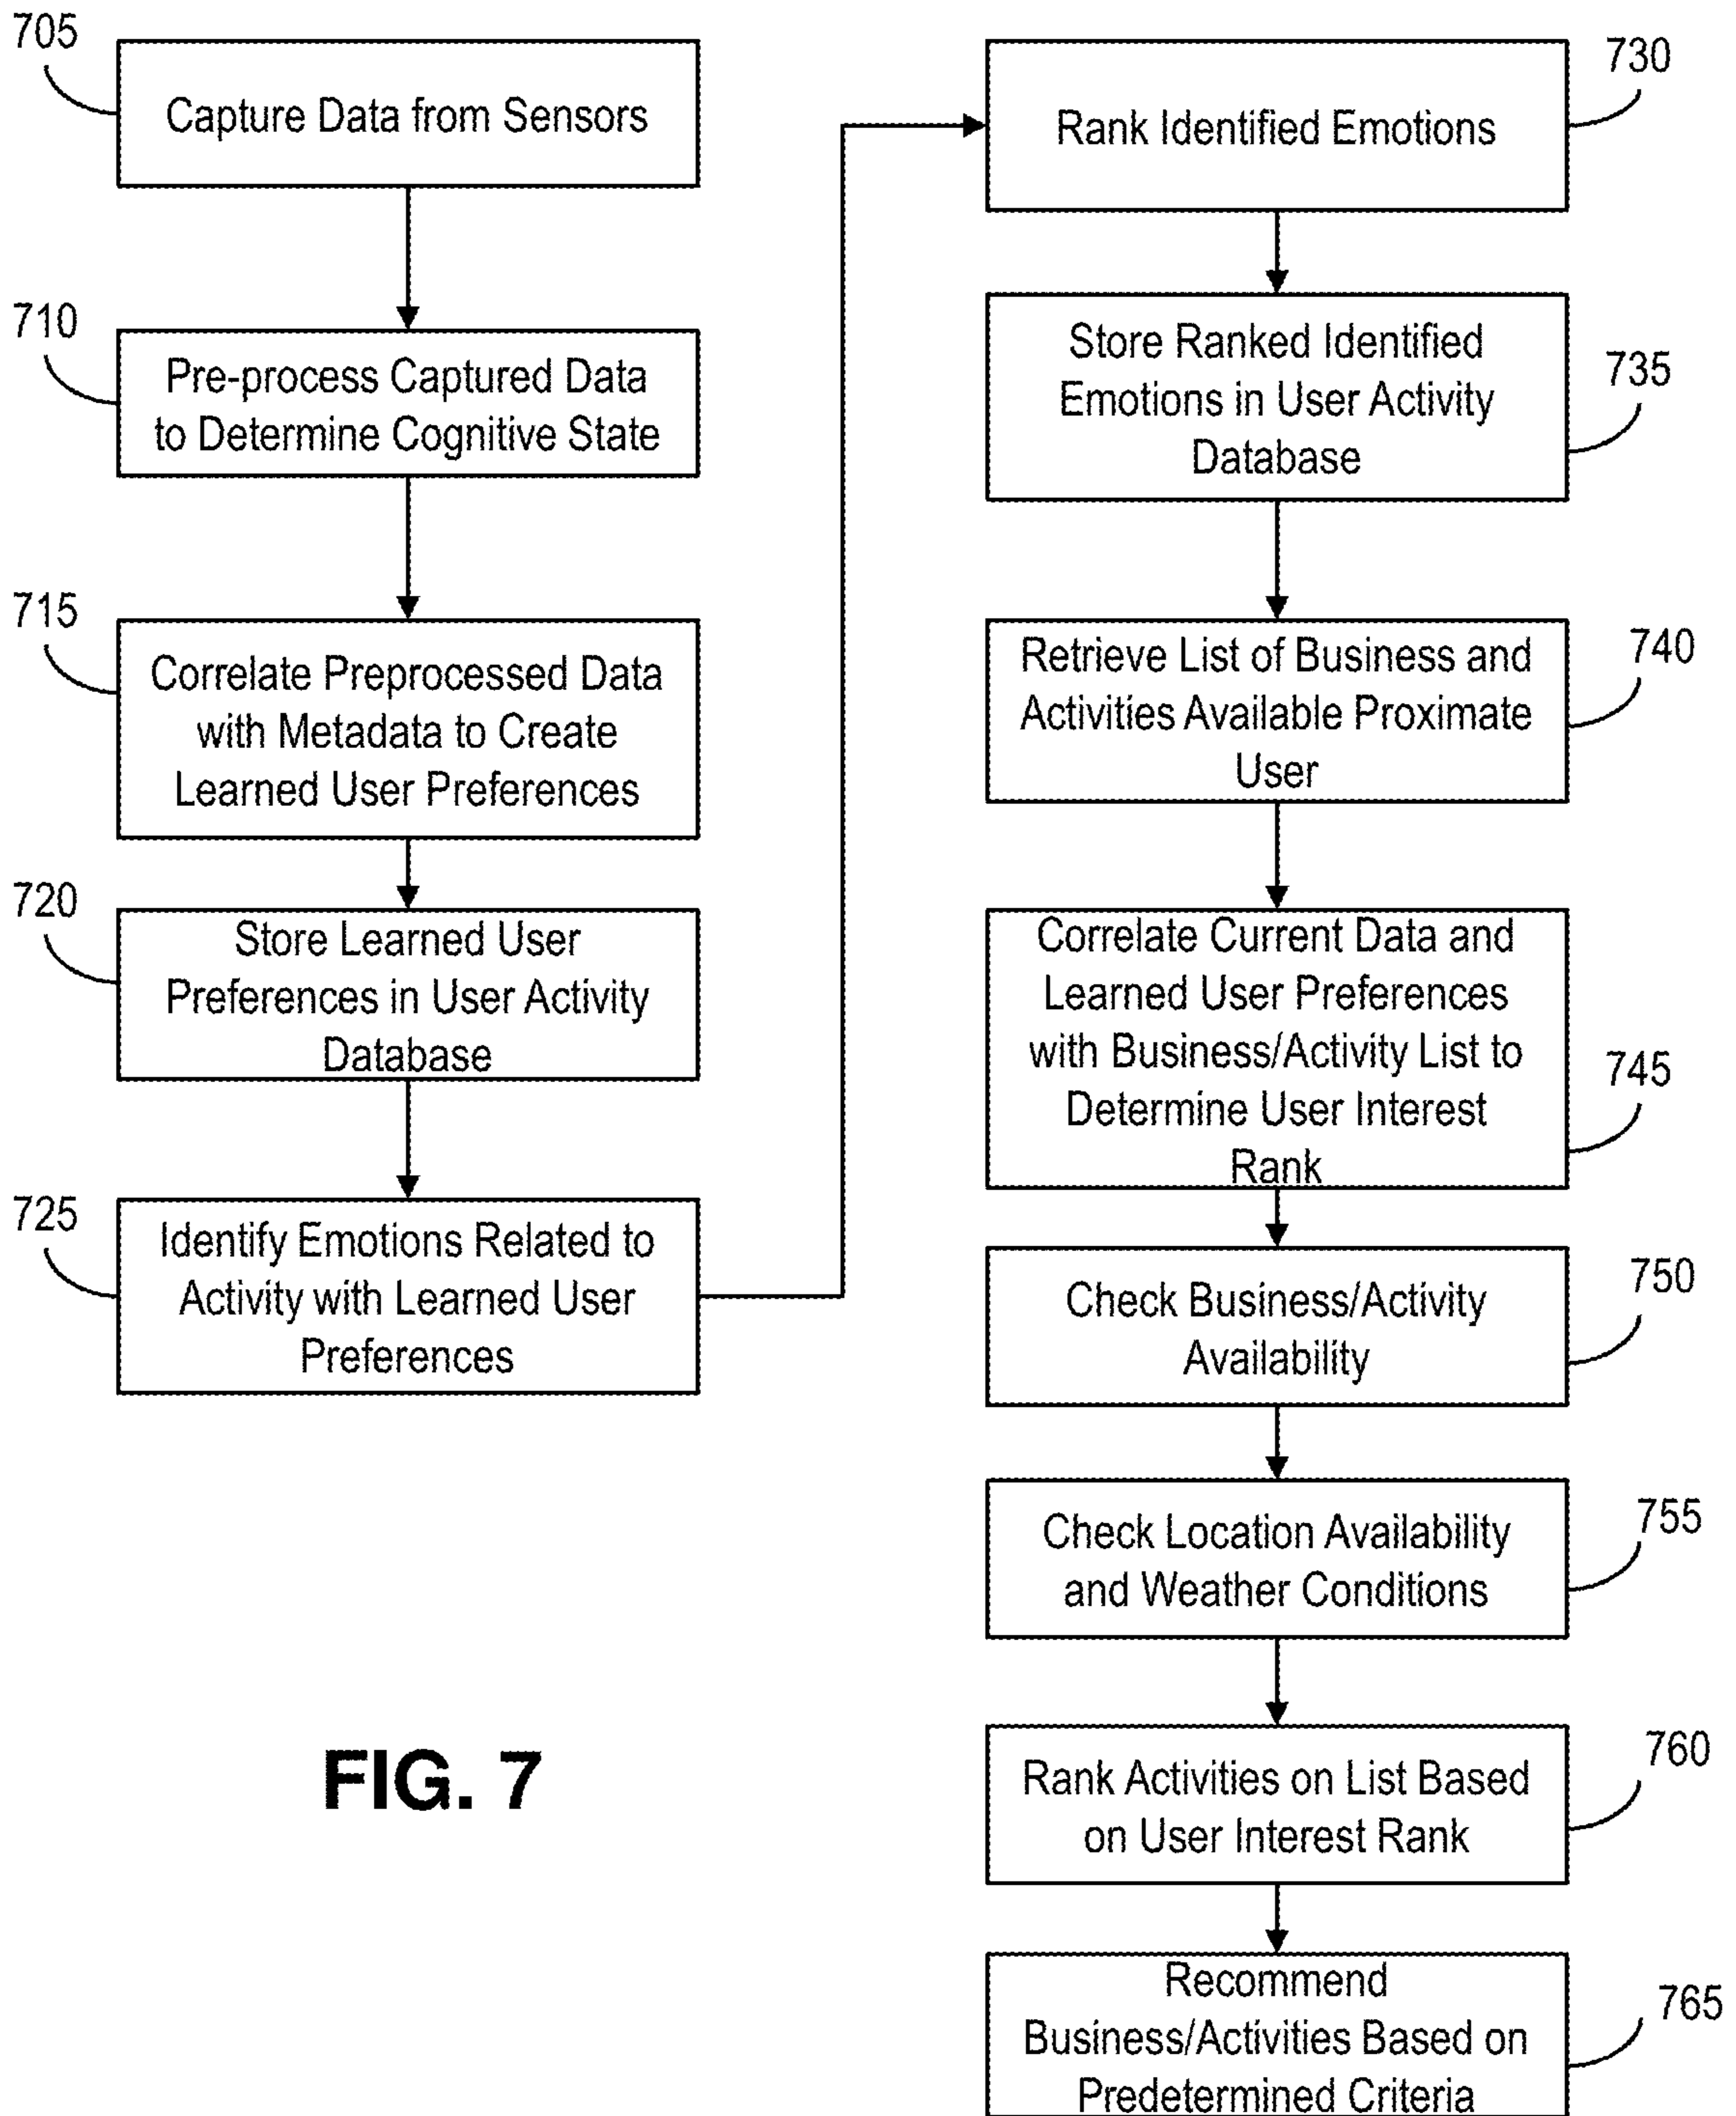 705
Capture Data from Sensors
710
Pre-process Captured Data
to Determine Cognitive State
715
Correlate Preprocessed Data
with Metadata to Create
Learned User Preferences
720
Store Learned User
Preferences in User Activity
Database
725
Identify Emotions Related to
Activity with Learned User
Preferences
730
Rank Identified Emotions
735
Store Ranked Identified
Emotions in User Activity
Database
740
Retrieve List of Business and
Activities Available Proximate
User
745
Correlate Current Data and
Learned User Preferences
with Business/Activity List to
Determine User Interest
Rank
750
Check Business/Activity
Availability
755
Check Location Availability
and Weather Conditions
760
Rank Activities on List Based
on User Interest Rank
765
Recommend
Business/Activities Based on
Predetermined Criteria
FIG. 7